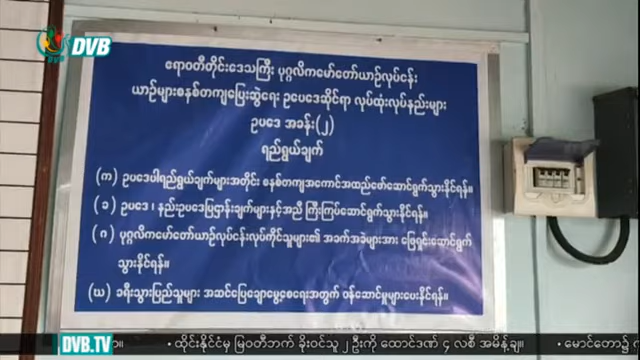 DVB
ရောဝတီတိုင်းဒေသကြီး ပုဂ္ဂလိကမော်တော်ယာဉ်လုပ်ငန်း
ယာဉ်များစနစ်တကျပြေးဆွဲရေး ဥပဒေဆိုင်ရာ လုပ်ထုံးလုပ်နည်းများ
ဥပဒေ အခန်း(၂)
ရည်ရွယ်ချက်
(က) ဥပဒေပါရည်ရွယ်ချက်များအတိုင်း စနစ်တကျအကောင်အထည်ဖော်ဆောင်ရွက်သွားနိုင်ရန်။
(ခ) ဥပဒေ ၊ နည်းဥပဒေပြဌာန်းချက်များနှင့်အညီ ကြီးကြပ်ဆောင်ရွက်သွားနိုင်ရန်။
(ဂ) ပုဂ္ဂလိကမော်တော်ယာဉ်လုပ်ငန်းလုပ်ကိုင်သူများ၏ အခက်အခဲများအား ဖြေရှင်းဆောင်ရွက်
သွားနိုင်ရန်။
(ဃ) ခရီးသွားပြည်သူများ အဆင်ပြေချောမွေ့စေရေးအတွက် ဝန်ဆောင်မှုများပေးနိုင်ရန်။
DVB.TV • ထိုင်းနိုင်ငံမှ မြဝတီဘက် ခိုးဝင်သူ ၂ ဦးကို ထောင်ဒဏ် ၄ လစီ အမိန့်ချ။ • မောင်တော၌